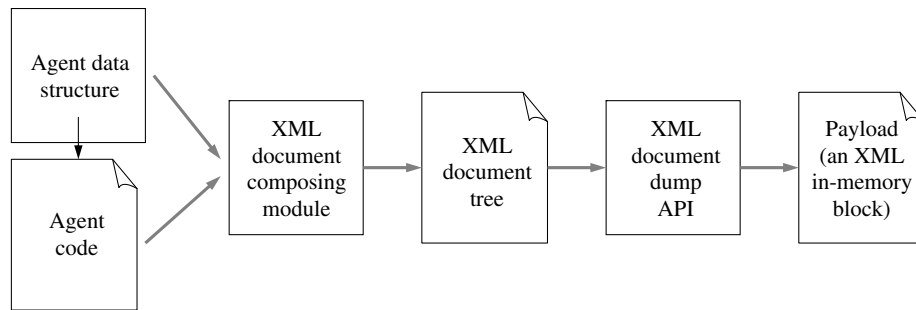 Agent data
structure
Agent
code
XML
document
composing
module
XML
document
tree
XML
document
dump
API
Payload
(an XML
in-memory
block)